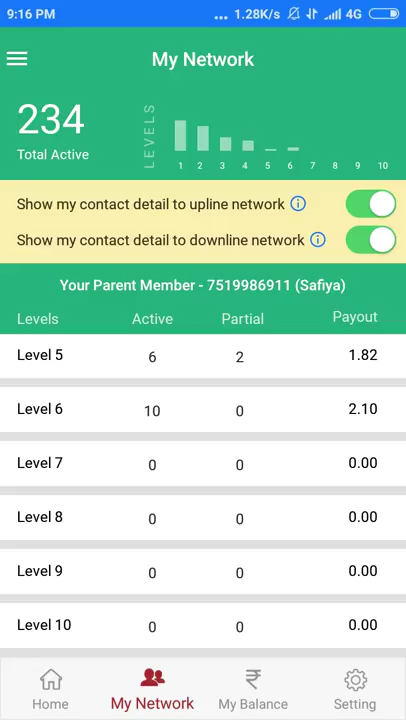 9:16 PM ... 1.28K/s 4G
My Network
234
Total Active
LEVELS
1 2 3 4 5 6 7 8 9 10
Show my contact detail to upline network
Show my contact detail to downline network
Your Parent Member - 7519986911 (Safiya)
Levels Active Partial Payout
Level 5 6 2 1.82
Level 6 10 0 2.10
Level 7 0 0 0.00
Level 8 0 0 0.00
Level 9 0 0 0.00
Level 10 0 0 0.00
Home My Network My Balance Setting